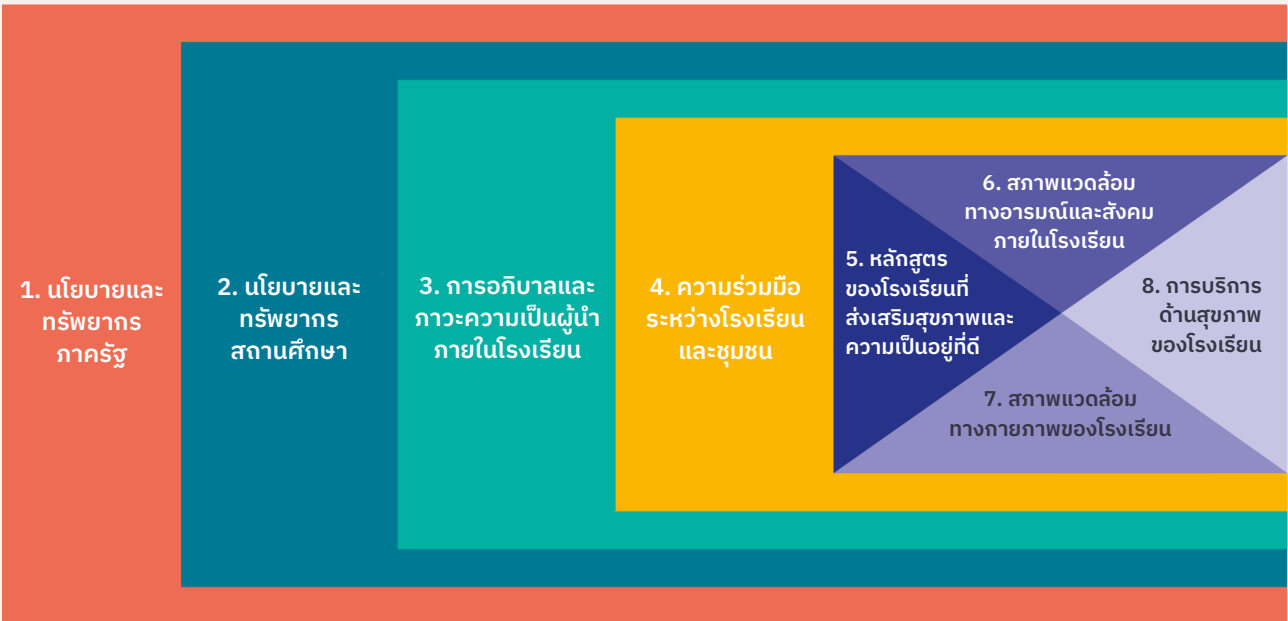 1. นโยบายและ
ทรัพยากร
ภาครัฐ
2. นโยบายและ
ทรัพยากร
สถานศึกษา
3. การอภิบาลและ
ภาวะความเป็นผู้นำ
ภายในโรงเรียน
4. ความร่วมมือ
ระหว่างโรงเรียน
และชุมชน
5. หลักสูตร
ของโรงเรียนที่
ส่งเสริมสุขภาพและ
ความเป็นอยู่ที่ดี
6. สภาพแวดล้อม
ทางอารมณ์และสังคม
ภายในโรงเรียน
7. สภาพแวดล้อม
ทางกายภาพของโรงเรียน
8. การบริการ
ด้านสุขภาพ
ของโรงเรียน